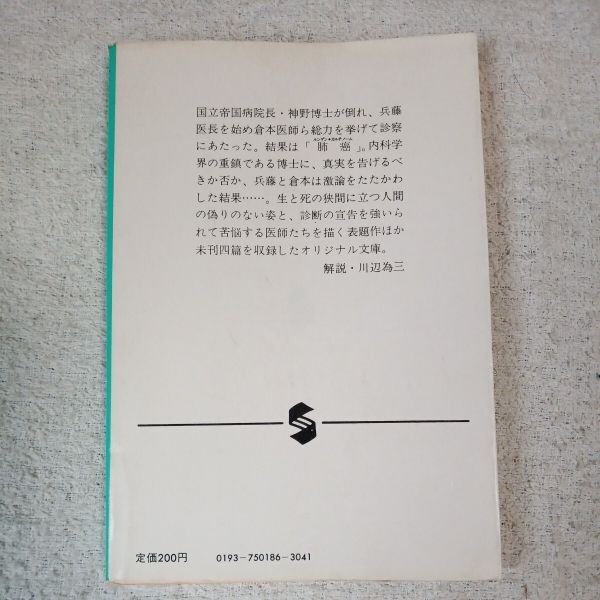 国立帝国病院長・神野博士が倒れ、兵藤
医長を始め倉本医師ら総力を挙げて診察
にあたった。結果は「肺癌」。内科学
界の重鎮である博士に、真実を告げるべ
きか否か、兵藤と倉本は激論をたたかわ
した結果……。生と死の狭間に立つ人間
の偽りのない姿と、診断の宣告を強いら
れて苦悩する医師たちを描く表題作ほか
未刊四篇を収録したオリジナル文庫。
解説・川辺為三
定価200円 0193-750186-3041